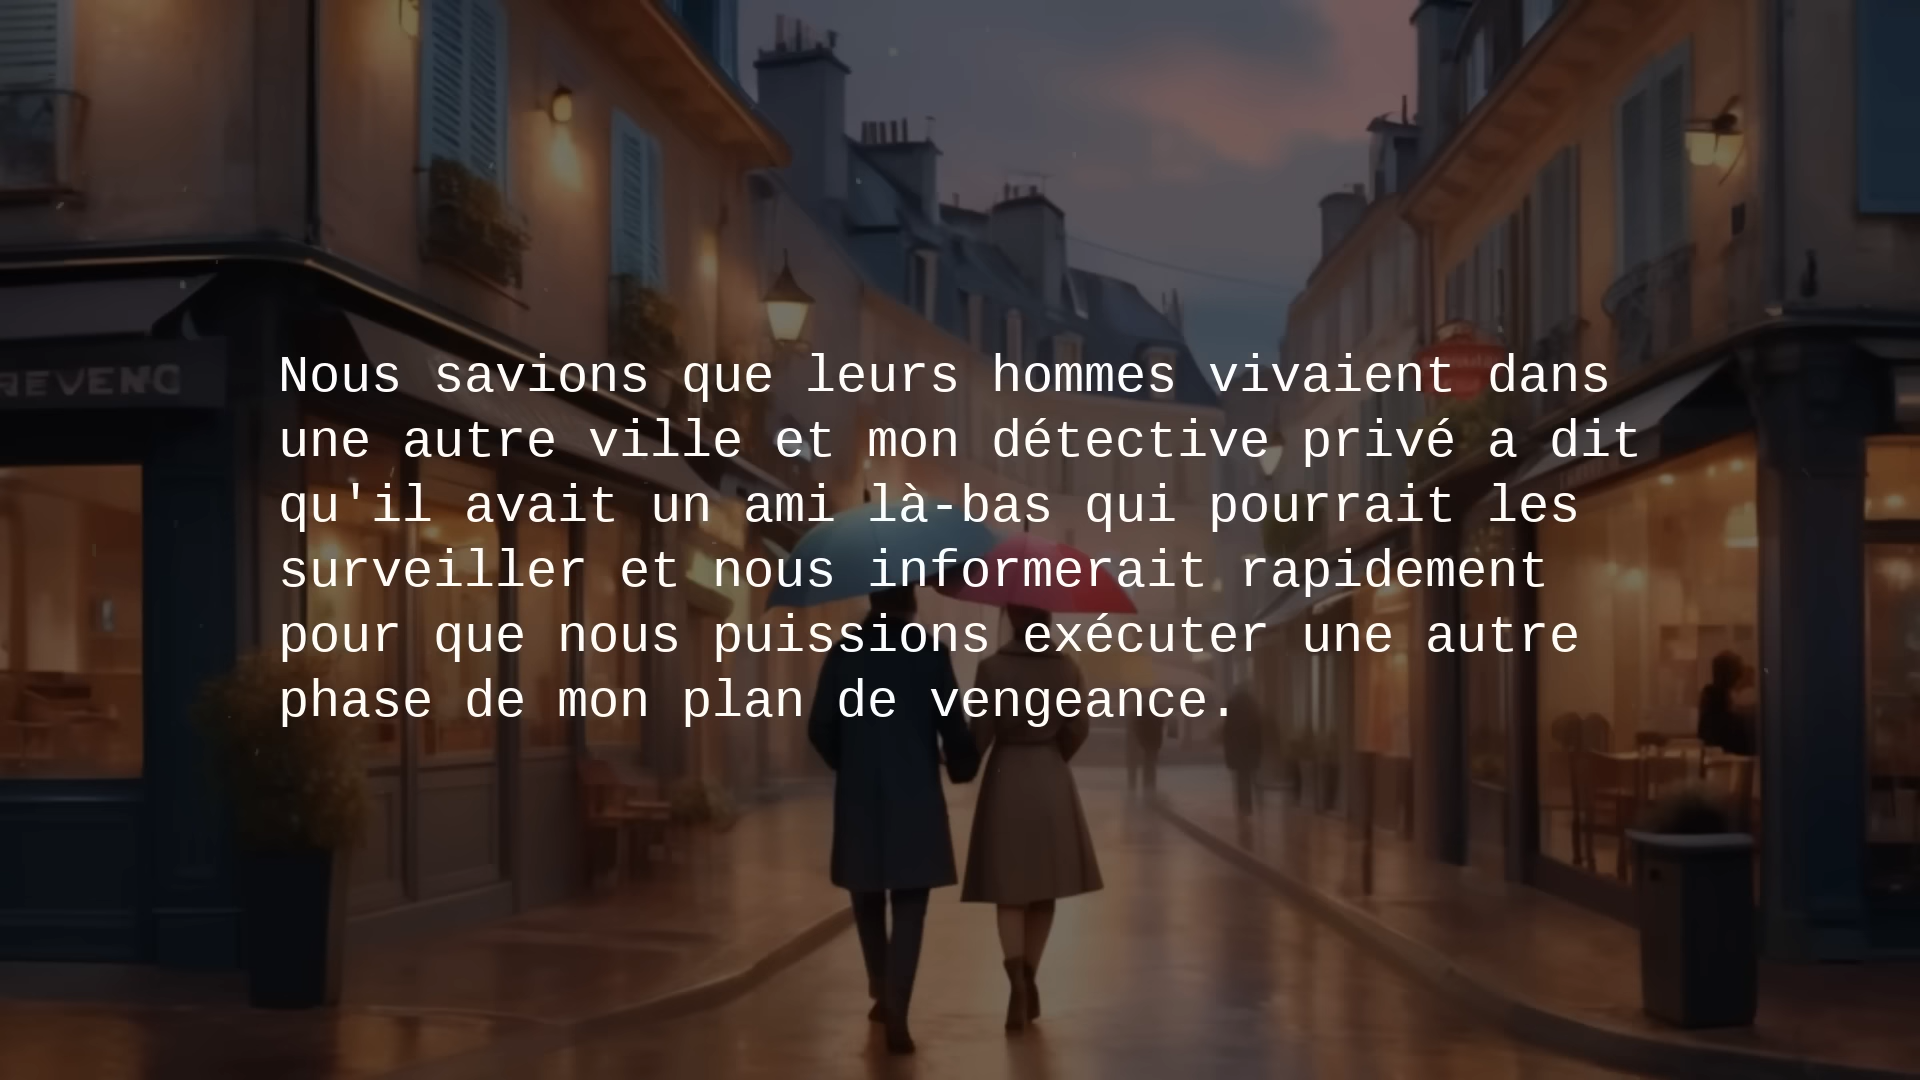 Nous savions que leurs hommes vivaient dans
une autre ville et mon détective privé a dit
qu'il avait un ami là-bas qui pourrait les
surveiller et nous informerait rapidement
pour que nous puissions exécuter une autre
phase de mon plan de vengeance.